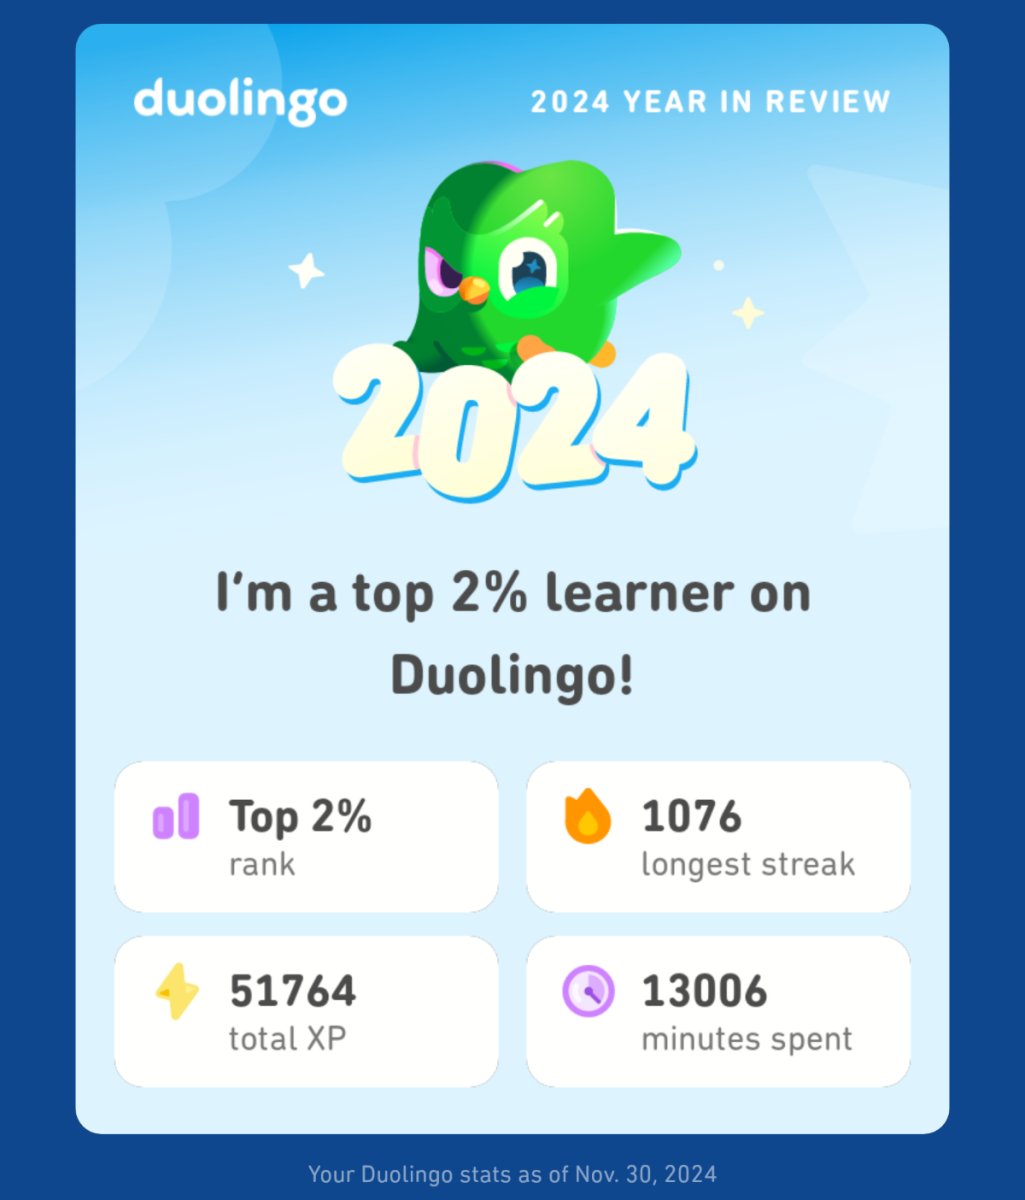 duolingo
2024 YEAR IN REVIEW
2024
I’m a top 2% learner on
Duolingo!
Top 2%
rank
1076
longest streak
51764
total XP
13006
minutes spent
Your Duolingo stats as of Nov. 30, 2024